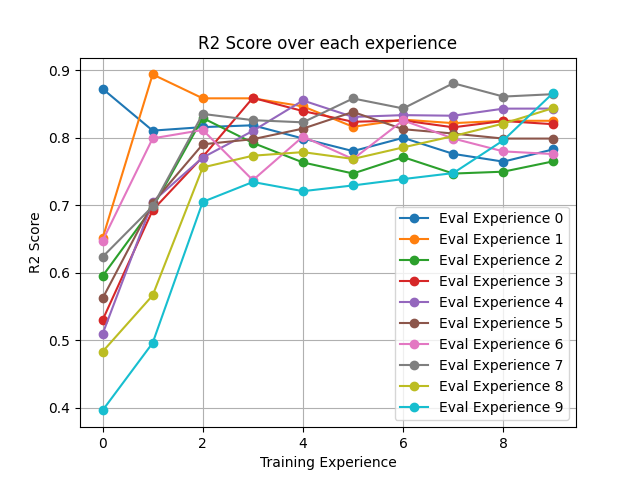 R2 Score over each experience
0.9
0.8
0.7
0.6
0.5
0.4
R2 Score
0
2
4
6
8
Training Experience
Eval Experience 0
Eval Experience 1
Eval Experience 2
Eval Experience 3
Eval Experience 4
Eval Experience 5
Eval Experience 6
Eval Experience 7
Eval Experience 8
Eval Experience 9